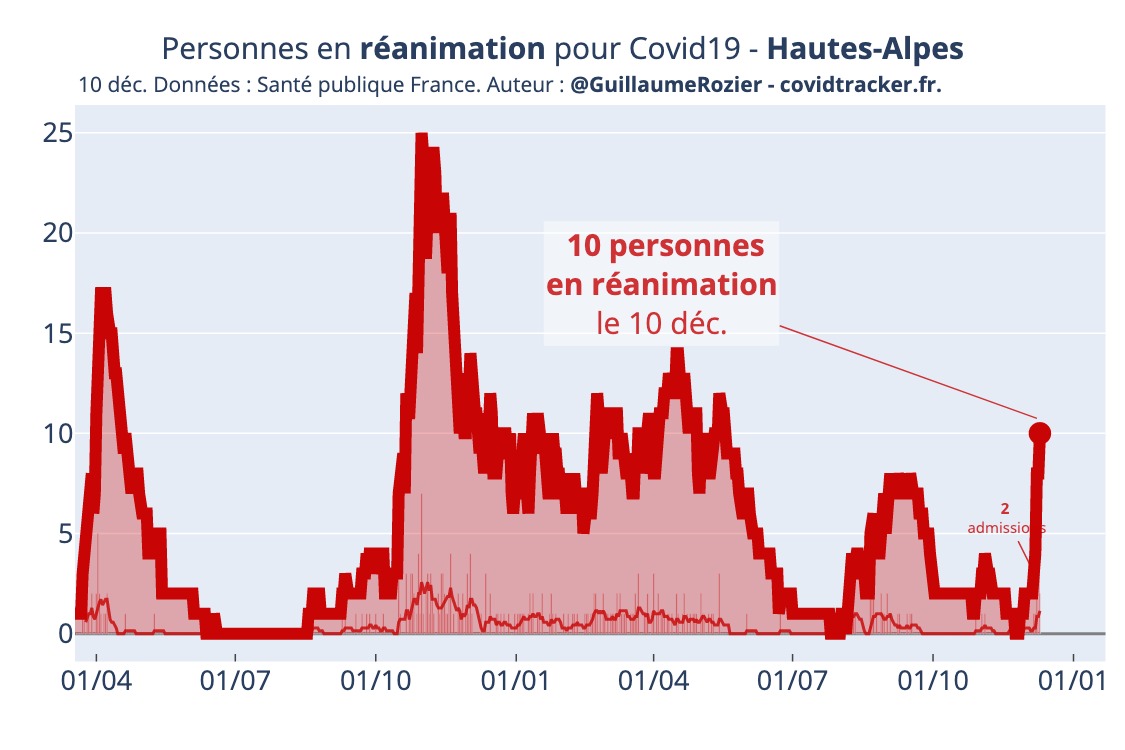 Personnes en réanimation pour Covid19 - Hautes-Alpes
10 déc. Données : Santé publique France. Auteur : @GuillaumeRozier - covidtracker.fr.
25
20
15
10
5
0
10 personnes
en réanimation
le 10 déc.
2
admissions
01/04
01/07
01/10
01/01
01/04
01/07
01/10
01/01